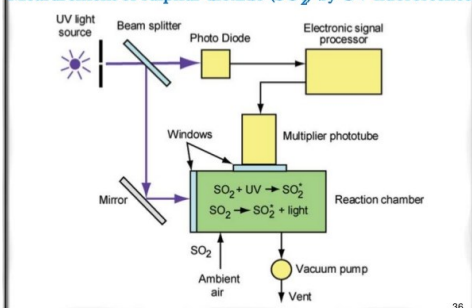 UV light
source
Beam splitter
Photo Diode
Electronic signal
processor
Windows
Multiplier phototube
Mirror
SO₂ + UV → SO₂*
SO₂ → SO₂* + light
Reaction chamber
SO₂
Ambient
air
Vacuum pump
Vent
36